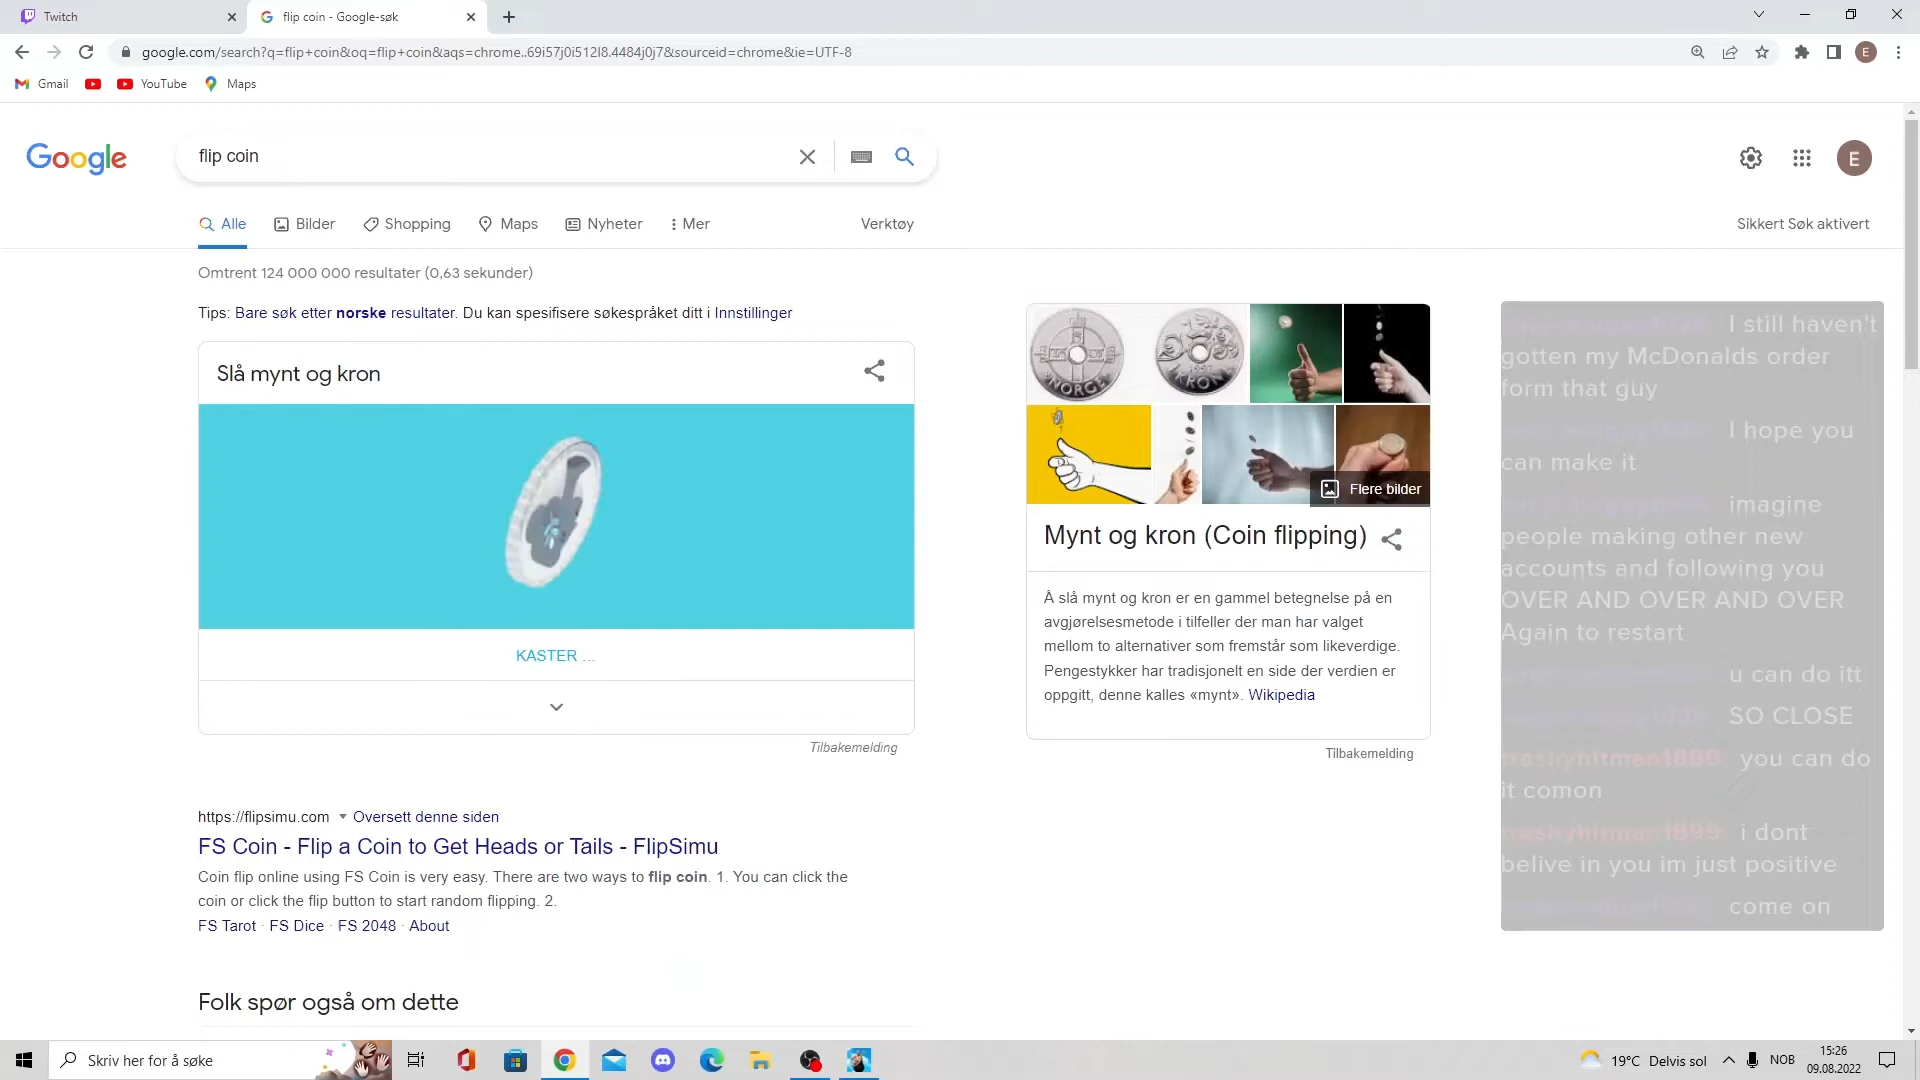 Twitch
flip coin - Google-søk
google.com/search?q=flip+coin&oq=flip+coin&aqs=chrome..69i57j0i512l8.4484j0j7&sourceid=chrome&ie=UTF-8
E
Gmail
YouTube
Maps
Google
flip coin
E
Alle
Bilder
Shopping
Maps
Nyheter
Mer
Verktøy
Sikkert Søk aktivert
Omtrent 124 000 000 resultater (0,63 sekunder)
Tips: Bare søk etter norske resultater. Du kan spesifisere søkespråket ditt i Innstillinger
Slå mynt og kron
KASTER ...
Tilbakemelding
https://flipsimu.com
Oversett denne siden
FS Coin - Flip a Coin to Get Heads or Tails - FlipSimu
Coin flip online using FS Coin is very easy. There are two ways to flip coin. 1. You can click the
coin or click the flip button to start random flipping. 2.
FS Tarot · FS Dice · FS 2048 · About
Folk spør også om dette
NORGE
KRONE
Flere bilder
Mynt og kron (Coin flipping)
Å slå mynt og kron er en gammel betegnelse på en
avgjørelsesmetode i tilfeller der man har valget
mellom to alternativer som fremstår som likeverdige.
Pengestykker har tradisjonelt en side der verdien er
oppgitt, denne kalles «mynt». Wikipedia
Tilbakemelding
I still haven't
gotten my McDonalds order
form that guy
I hope you
can make it
imagine
people making other new
accounts and following you
OVER AND OVER AND OVER
Again to restart
u can do itt
SO CLOSE
you can do
it comon
i dont
belive in you im just positive
come on
Skriv her for å søke
19°C Delvis sol
NOB
15:26
09.08.2022